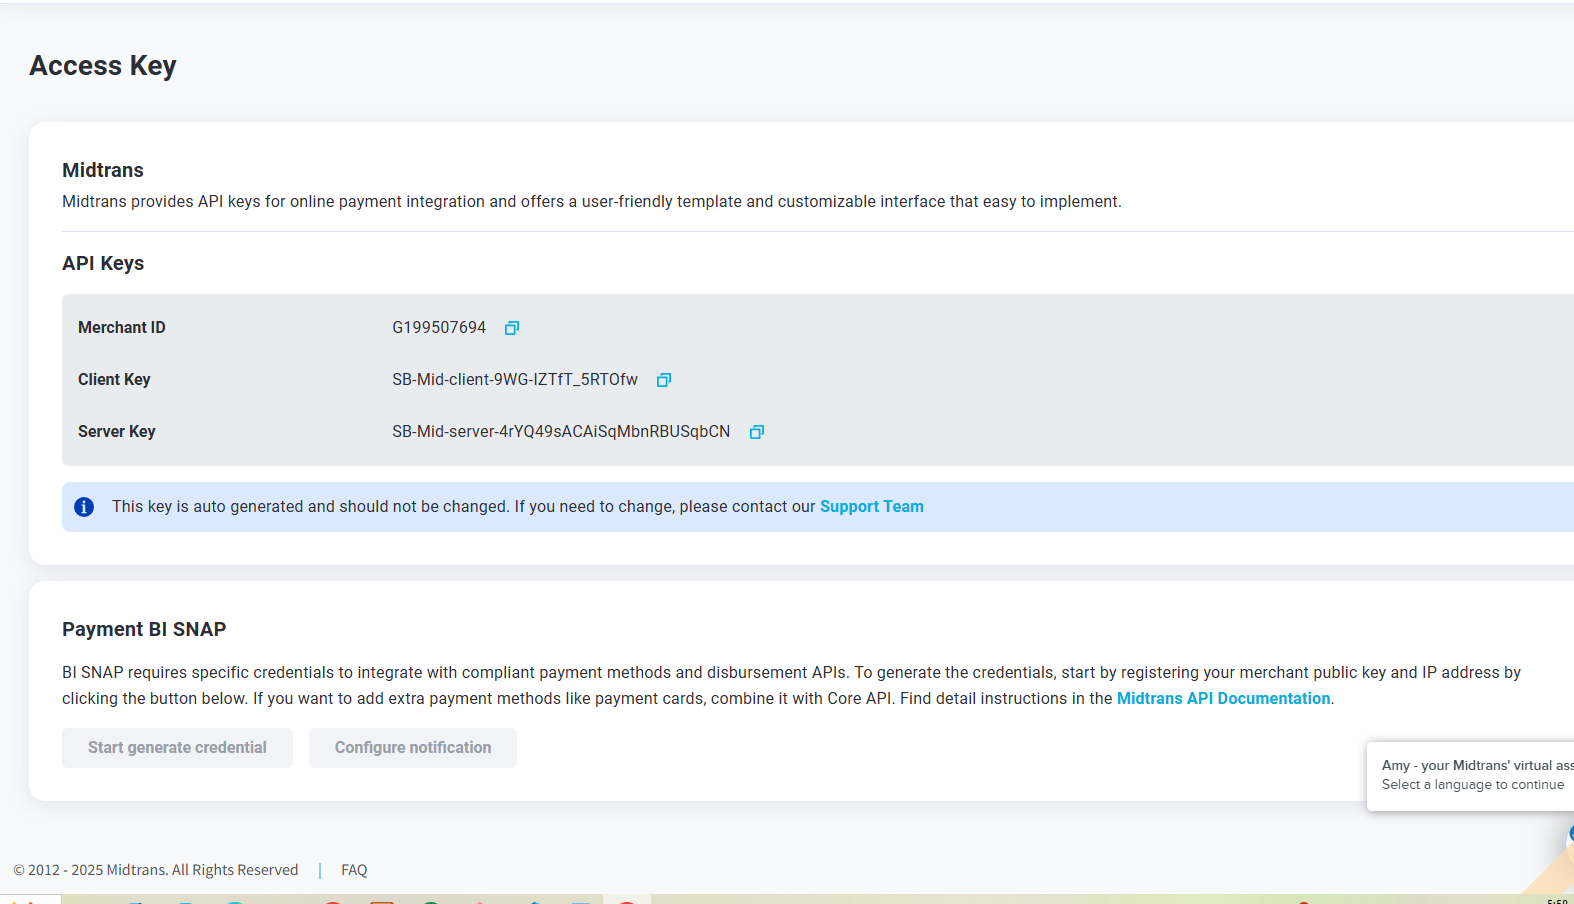 Access Key
Midtrans
Midtrans provides API keys for online payment integration and offers a user-friendly template and customizable interface that easy to implement.
API Keys
Merchant ID G199507694
Client Key SB-Mid-client-9WG-IZTfT_5RTOfw
Server Key SB-Mid-server-4rYQ49sACAiSqMbnRBUSqbCN
This key is auto generated and should not be changed. If you need to change, please contact our Support Team
Payment BI SNAP
BI SNAP requires specific credentials to integrate with compliant payment methods and disbursement APIs. To generate the credentials, start by registering your merchant public key and IP address by
clicking the button below. If you want to add extra payment methods like payment cards, combine it with Core API. Find detail instructions in the Midtrans API Documentation.
Start generate credential Configure notification
Amy - your Midtrans' virtual ass
Select a language to continue
© 2012 - 2025 Midtrans. All Rights Reserved | FAQ